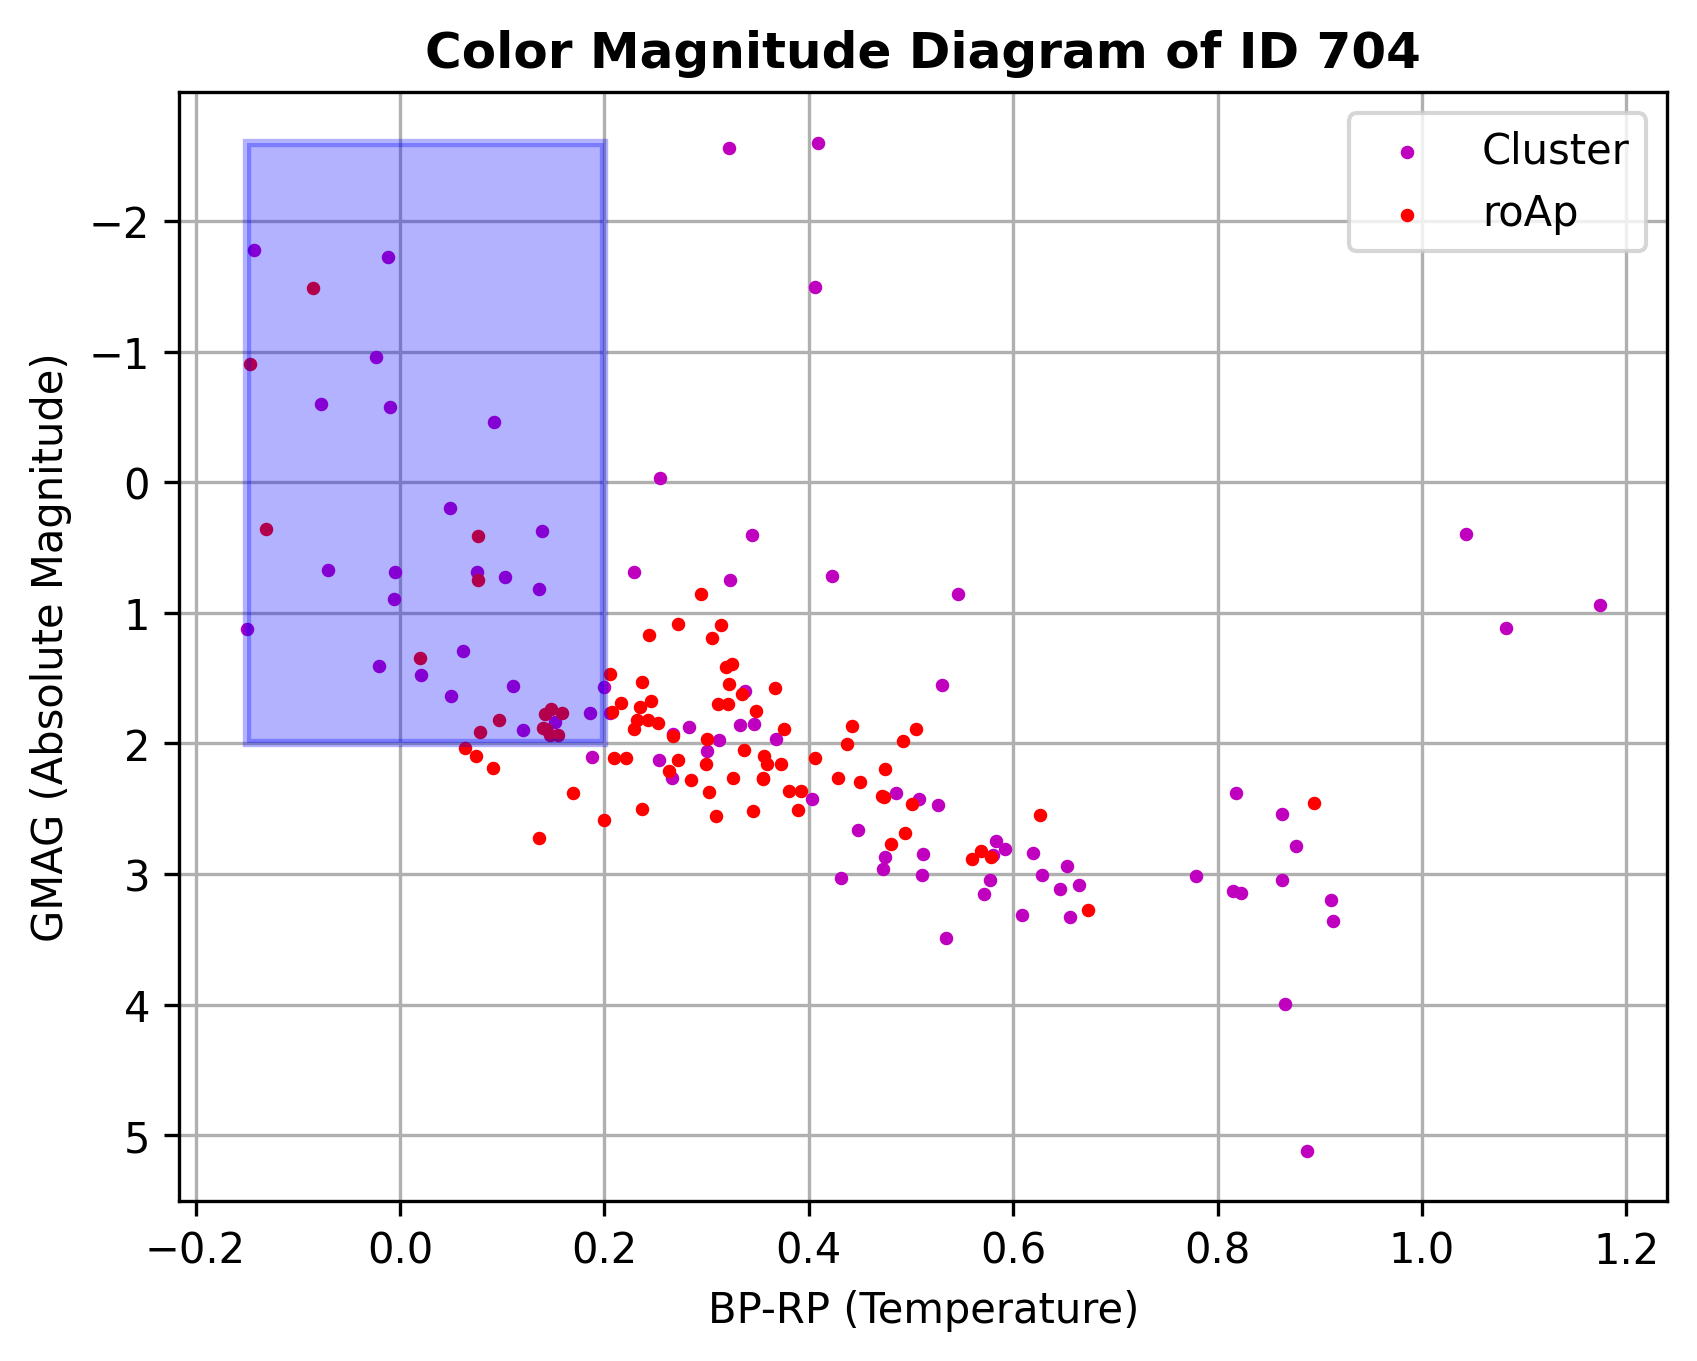 Color Magnitude Diagram of ID 704
Cluster
roAp
GMAG (Absolute Magnitude)
−2
−1
0
1
2
3
4
5
−0.2 0.0 0.2 0.4 0.6 0.8 1.0 1.2
BP-RP (Temperature)